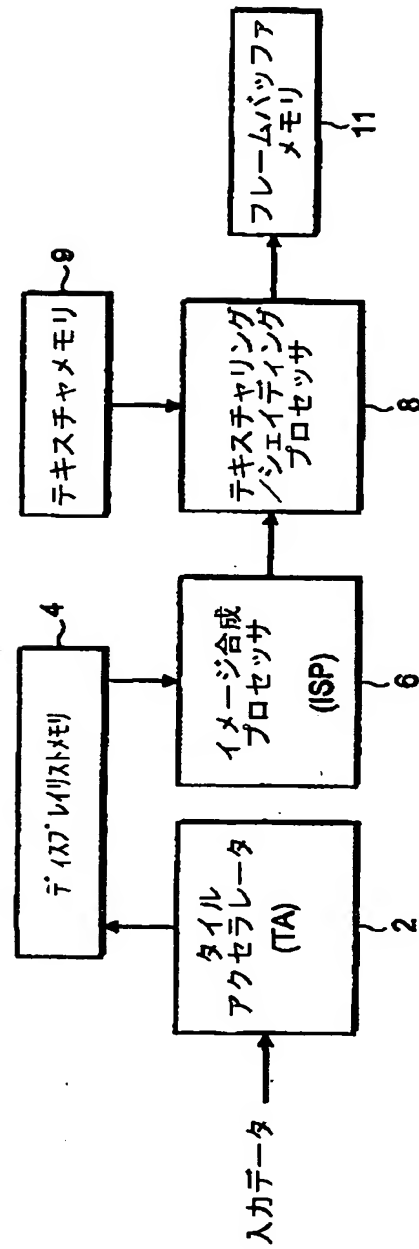 入力データ
タイル
アクセラレータ
(TA)
2
ディスプレイリストメモリ
4
イメージ合成
プロセッサ
(ISP)
6
テキスチャメモリ
9
テキスチャリング
/シェイディング
プロセッサ
8
フレームバッファ
メモリ
11